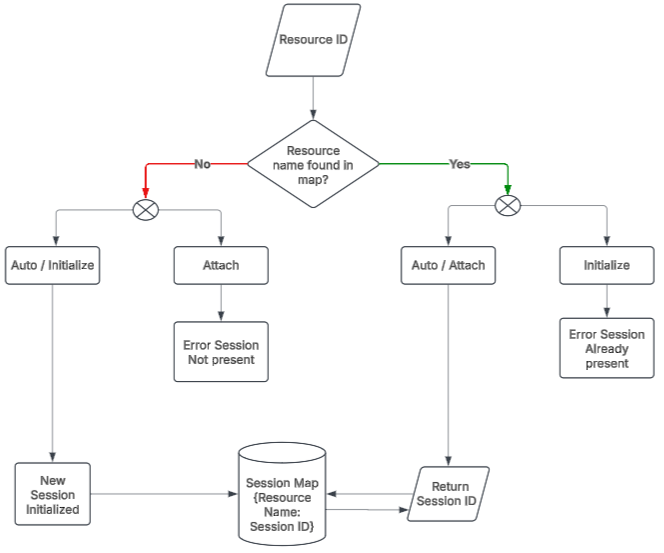 Resource ID
Resource
name found in
map?
No
Yes
Auto / Initialize
Attach
Auto / Attach
Initialize
Error Session
Not present
Error Session
Already
present
New
Session
Initialized
Session Map
{Resource
Name:
Session ID}
Return
Session ID